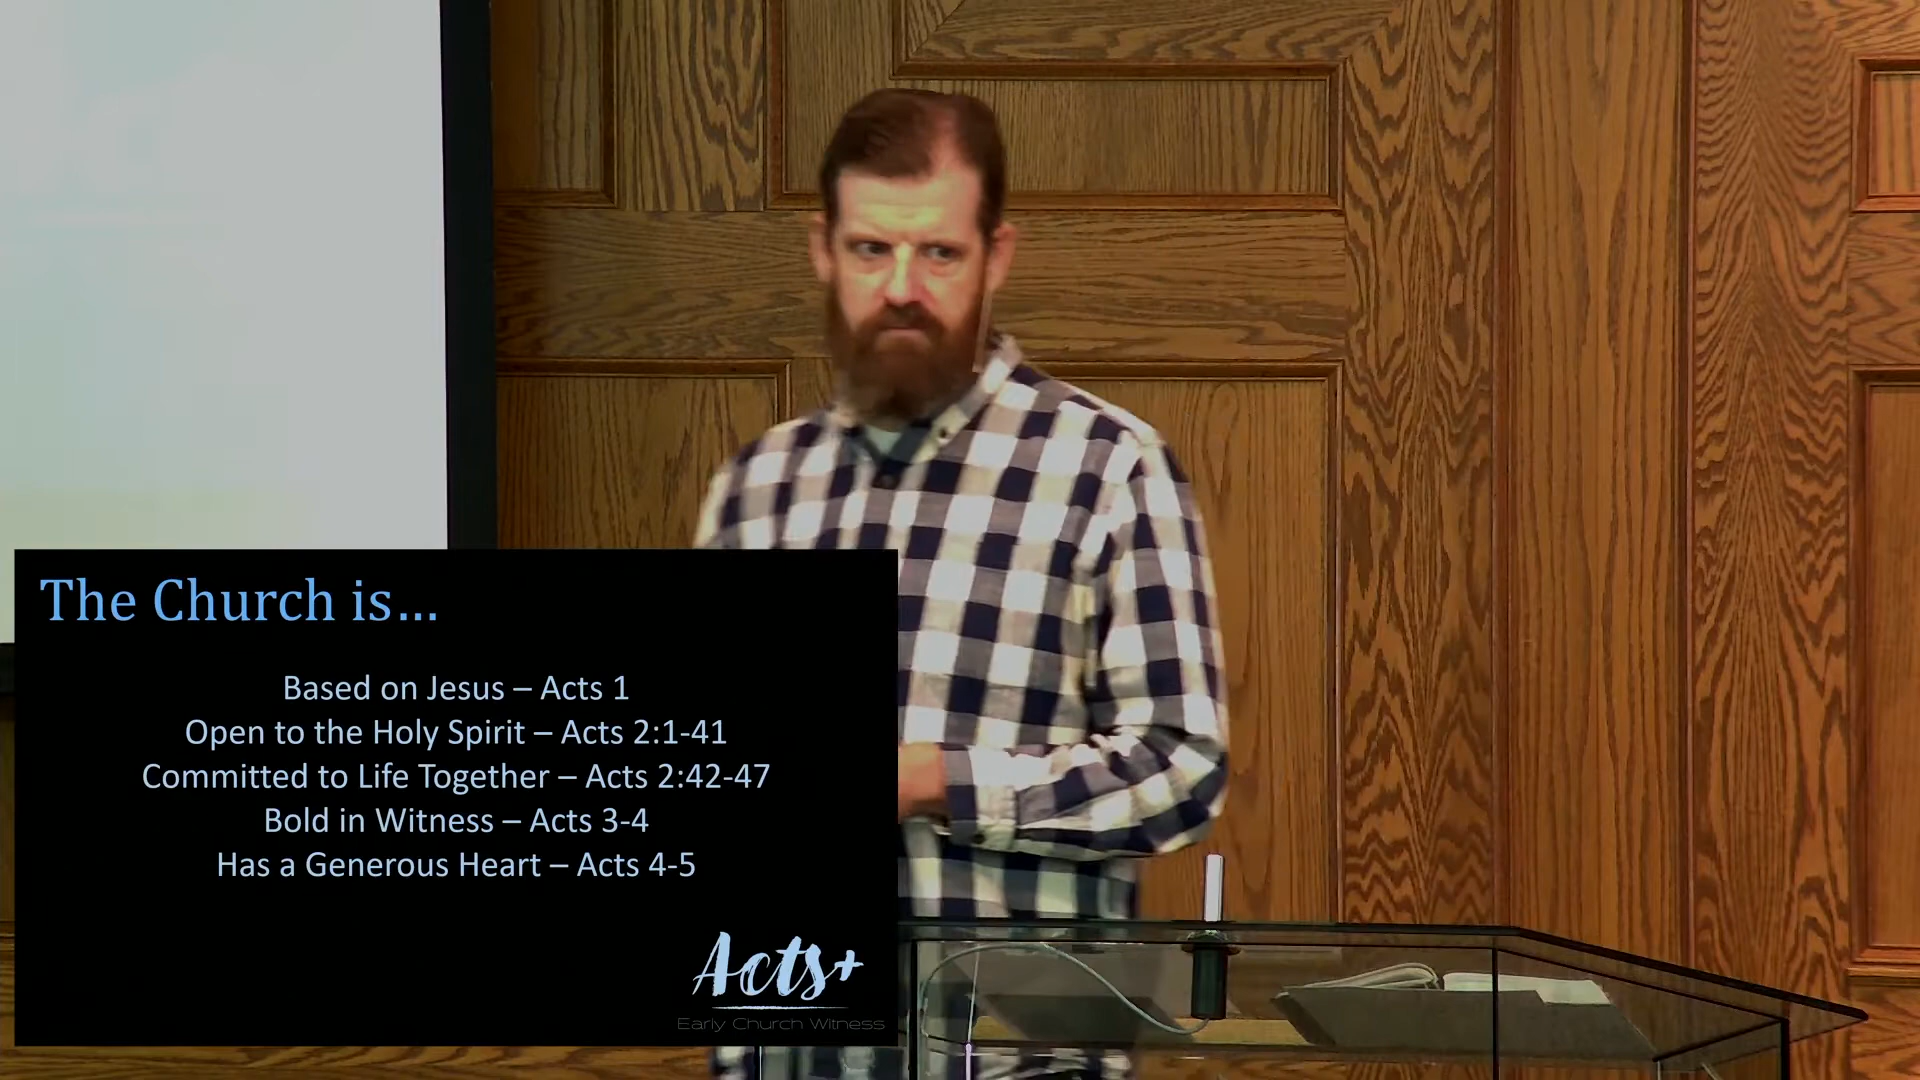 The Church is…
Based on Jesus – Acts 1
Open to the Holy Spirit – Acts 2:1-41
Committed to Life Together – Acts 2:42-47
Bold in Witness – Acts 3-4
Has a Generous Heart – Acts 4-5
Acts+
Early Church Witness